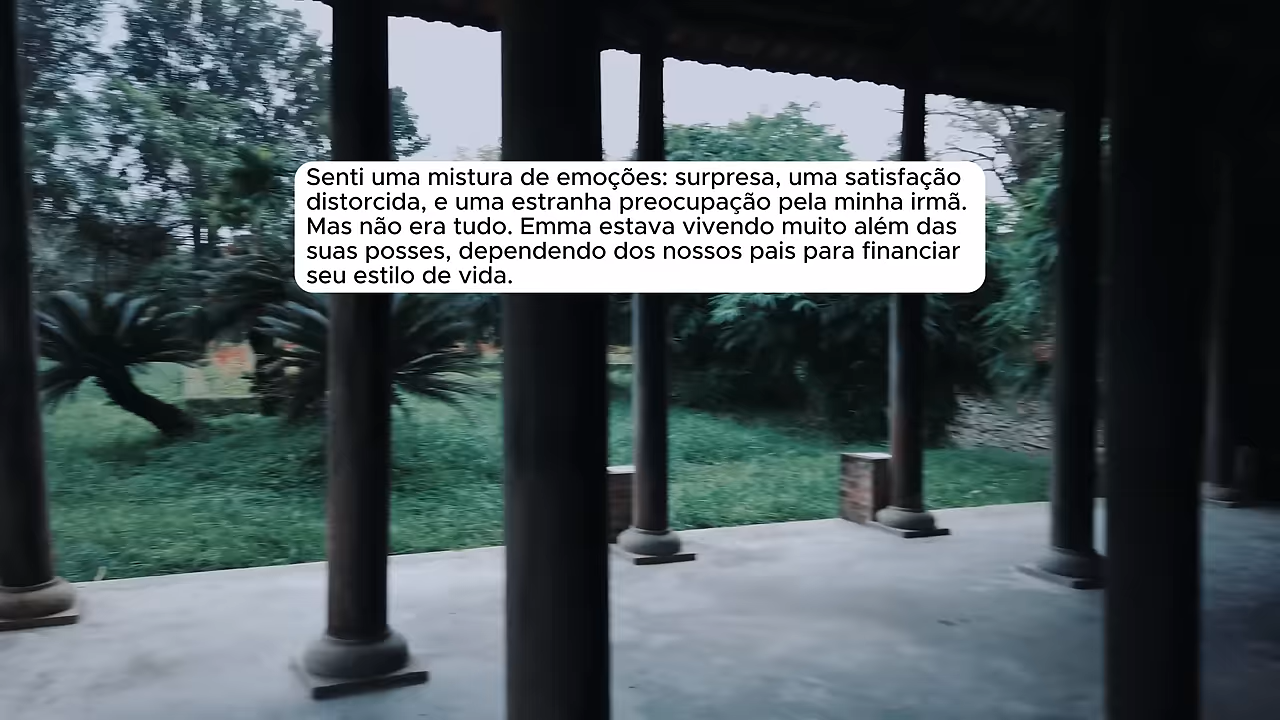 Senti uma mistura de emoções: surpresa, uma satisfação
distorcida, e uma estranha preocupação pela minha irmã.
Mas não era tudo. Emma estava vivendo muito além das
suas posses, dependendo dos nossos pais para financiar
seu estilo de vida.